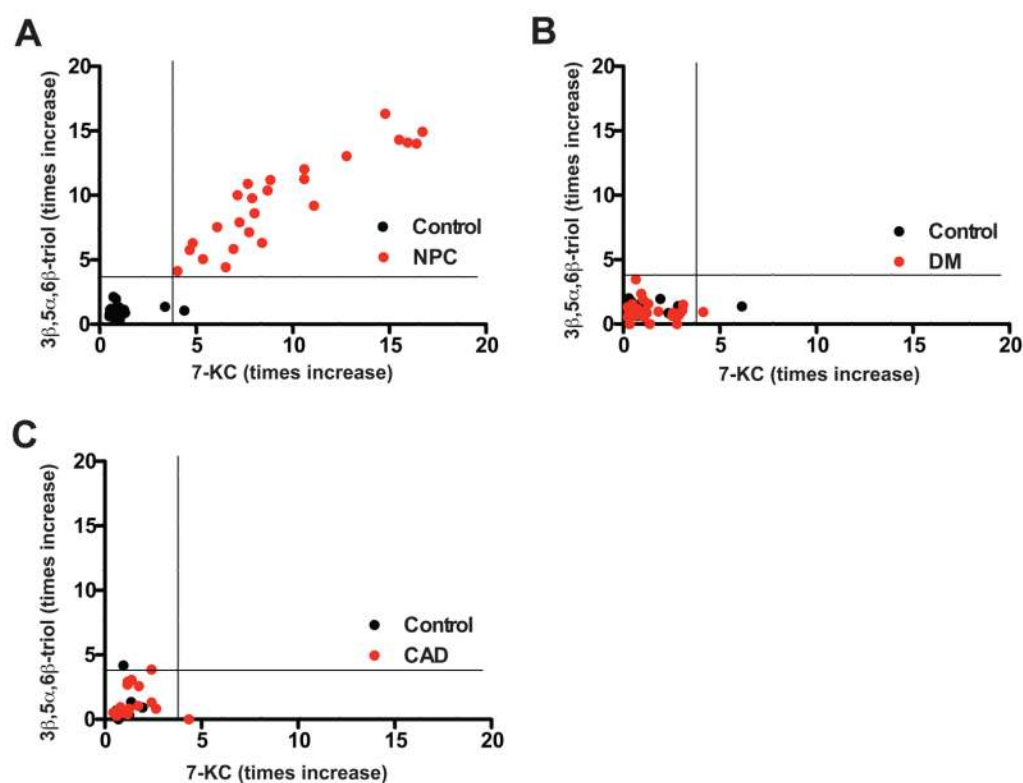 A
3β,5α,6β-triol (times increase)
20
15
10
5
0
0 5 10 15 20
7-KC (times increase)
Control
NPC
B
3β,5α,6β-triol (times increase)
20
15
10
5
0
0 5 10 15 20
7-KC (times increase)
Control
DM
C
3β,5α,6β-triol (times increase)
20
15
10
5
0
0 5 10 15 20
7-KC (times increase)
Control
CAD